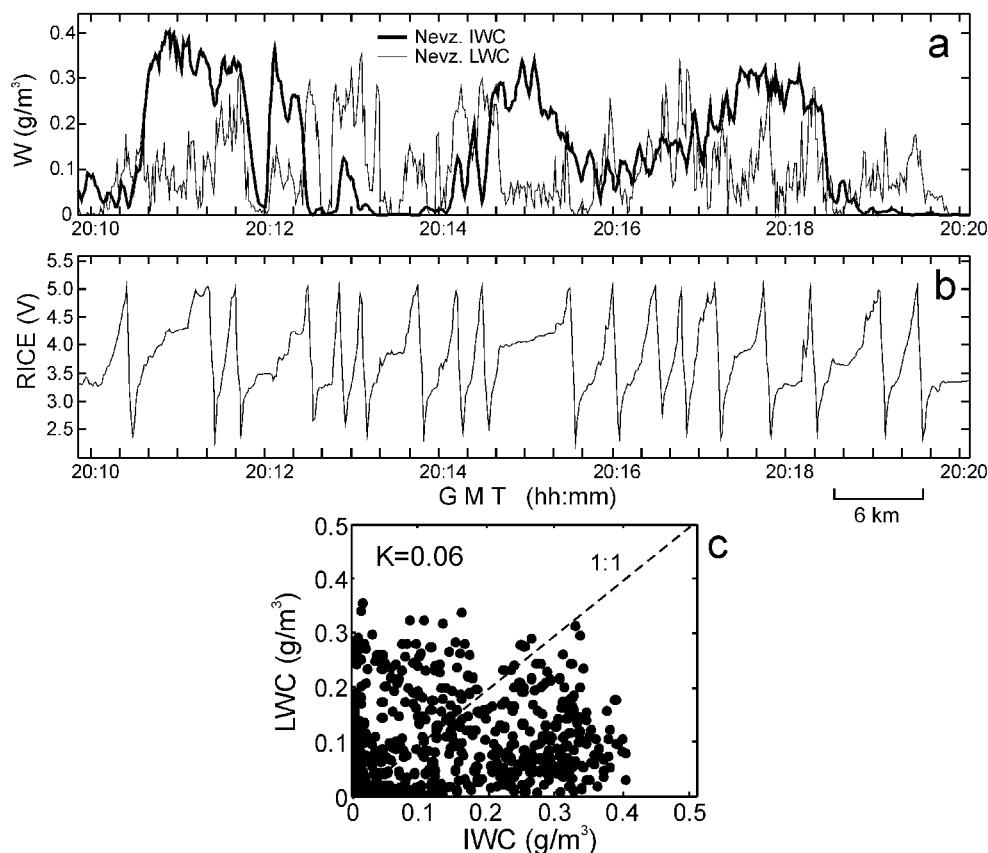 a
Nevz. IWC
Nevz. LWC
W (g/m³)
0.4
0.3
0.2
0.1
0
20:10 20:12 20:14 20:16 20:18 20:20
b
RICE (V)
5.5
5.0
4.5
4.0
3.5
3.0
2.5
20:10 20:12 20:14 20:16 20:18 20:20
G M T (hh:mm)
6 km
c
K=0.06
1:1
LWC (g/m³)
0.5
0.4
0.3
0.2
0.1
0
0 0.1 0.2 0.3 0.4 0.5
IWC (g/m³)